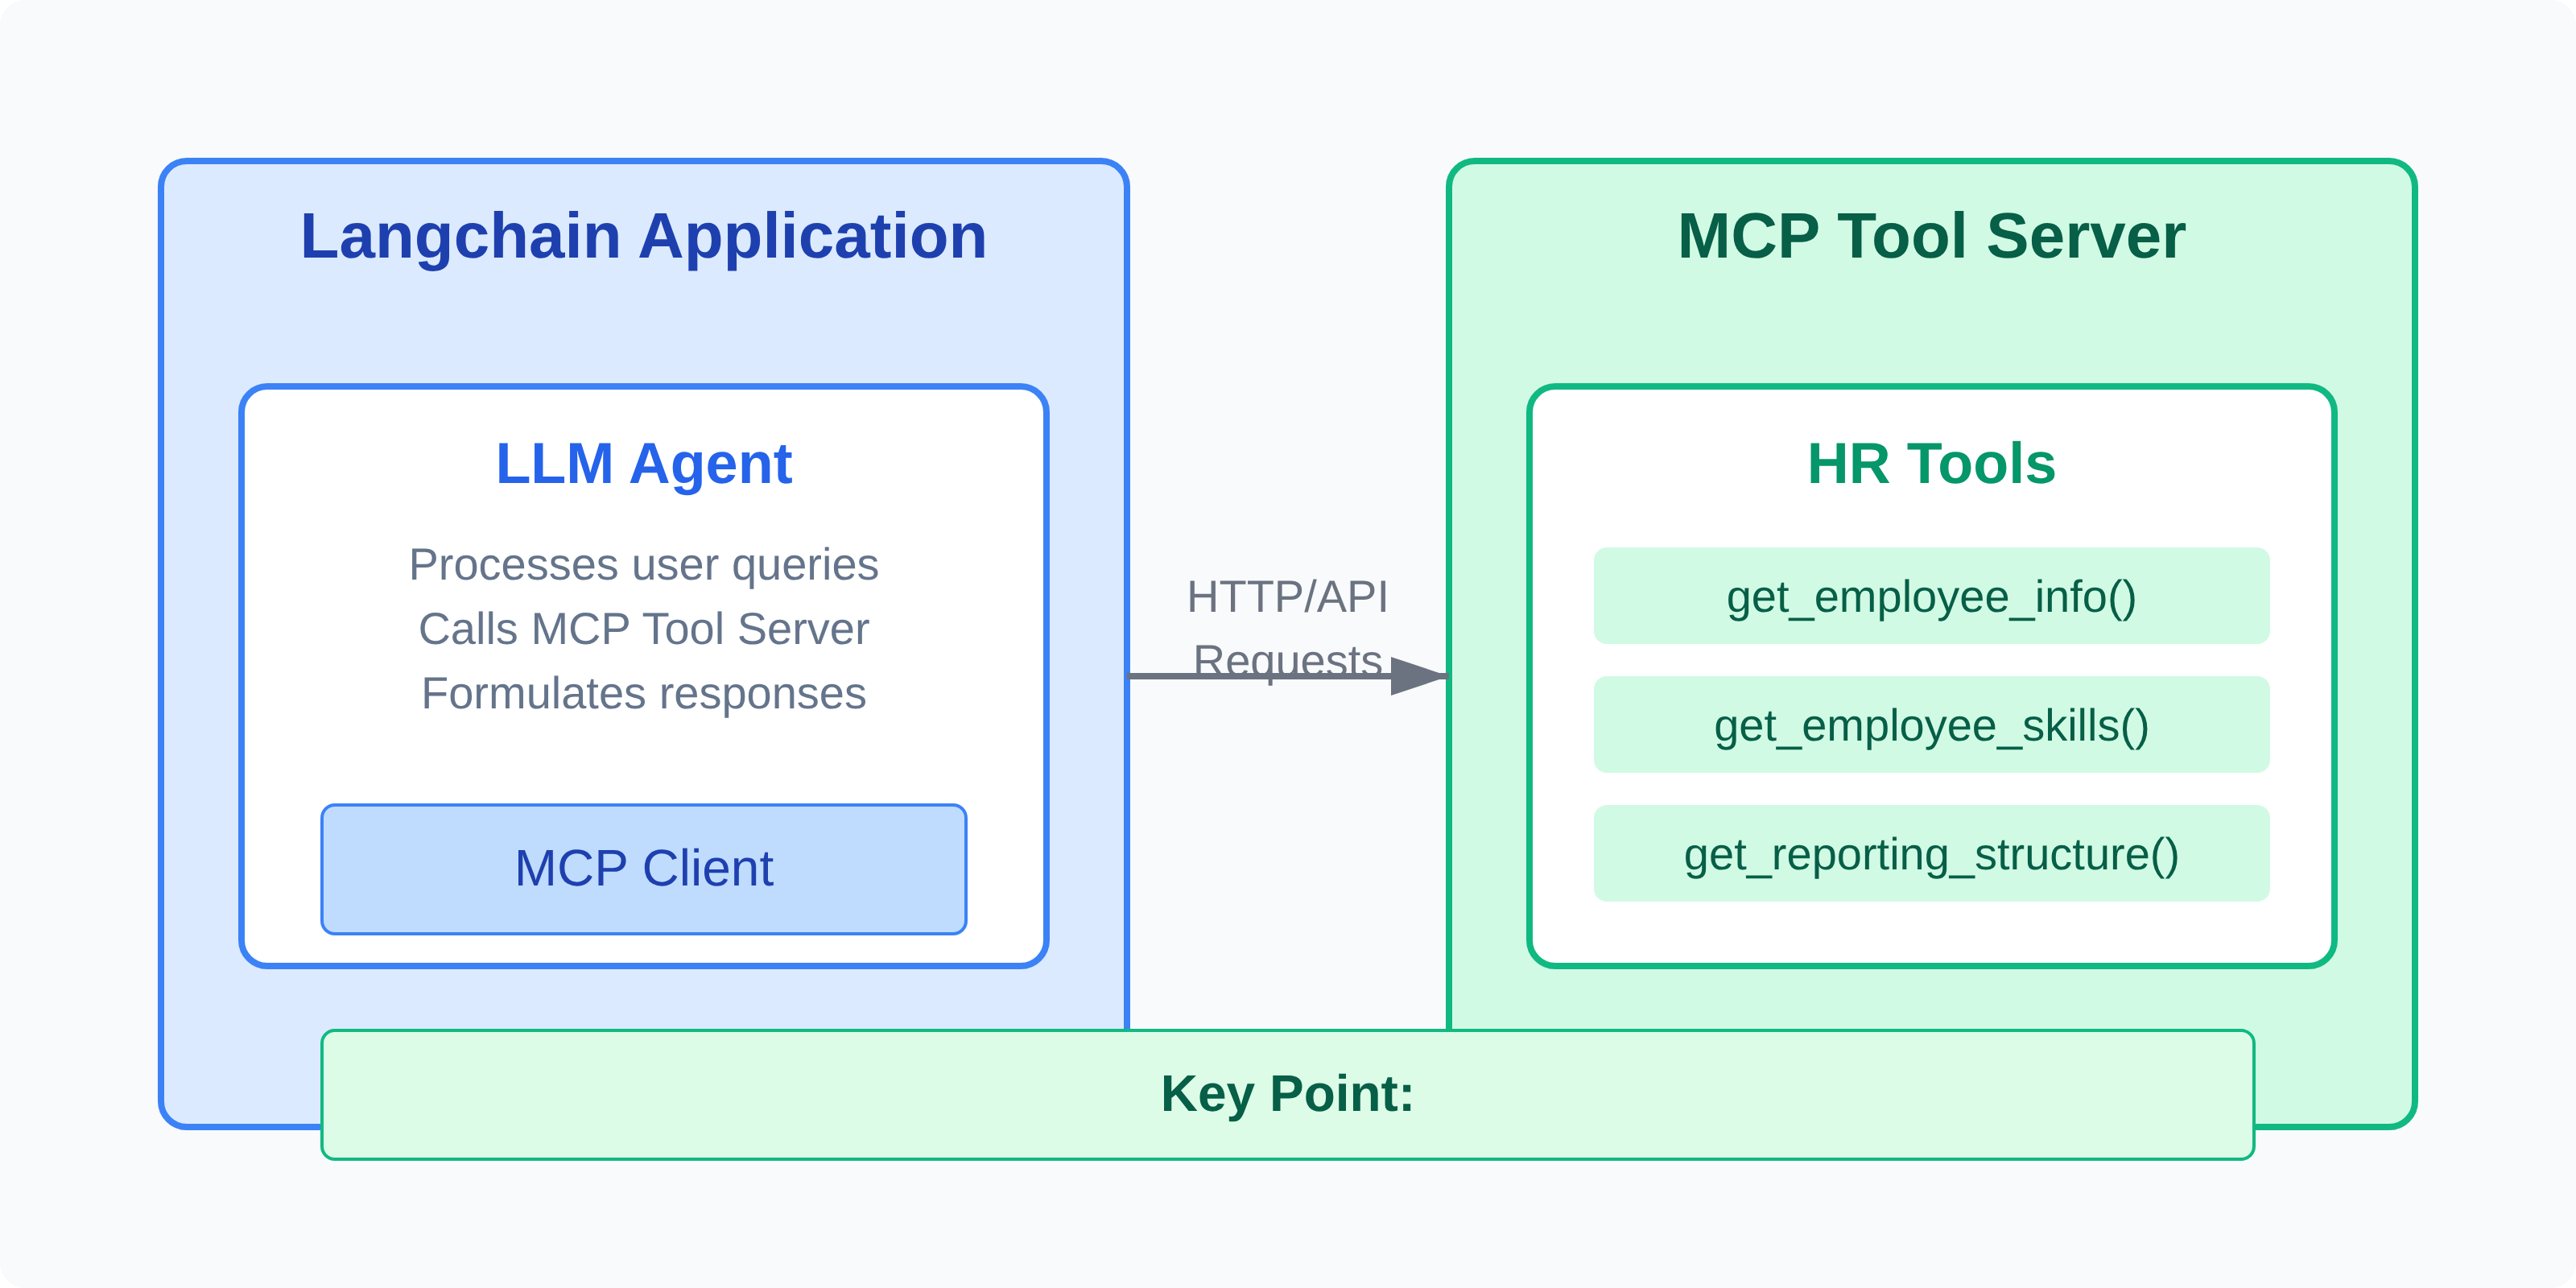 Langchain Application
LLM Agent
Processes user queries
Calls MCP Tool Server
Formulates responses
MCP Client
HTTP/API
Requests
MCP Tool Server
HR Tools
get_employee_info()
get_employee_skills()
get_reporting_structure()
Key Point: